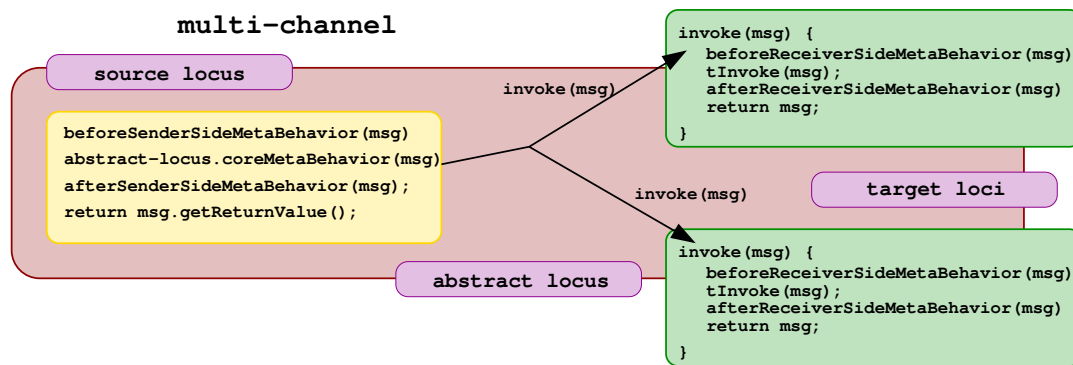 multi-channel
source locus
beforeSenderSideMetaBehavior(msg)
abstract-locus.coreMetaBehavior(msg)
afterSenderSideMetaBehavior(msg);
return msg.getReturnValue();
invoke(msg)
invoke(msg) {
beforeReceiverSideMetaBehavior(msg)
tInvoke(msg);
afterReceiverSideMetaBehavior(msg)
return msg;
}
target loci
invoke(msg)
abstract locus
invoke(msg) {
beforeReceiverSideMetaBehavior(msg)
tInvoke(msg);
afterReceiverSideMetaBehavior(msg)
return msg;
}